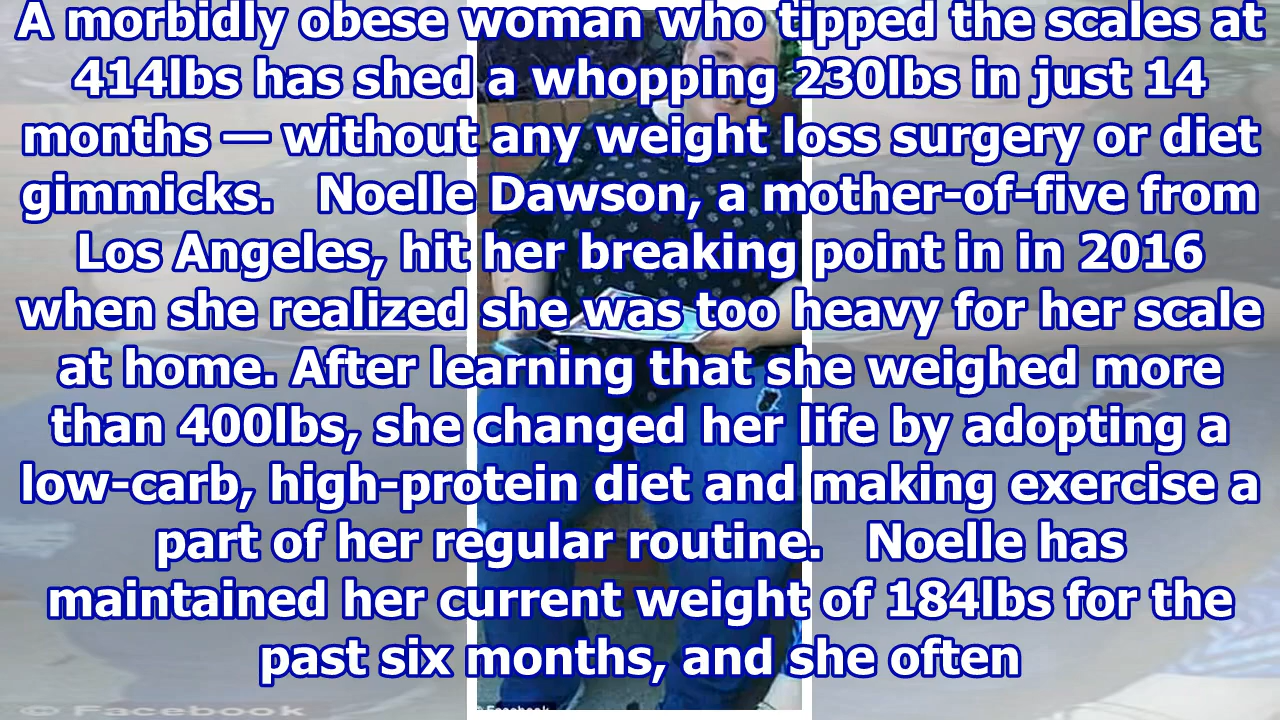 A morbidly obese woman who tipped the scales at
414lbs has shed a whopping 230lbs in just 14
months — without any weight loss surgery or diet
gimmicks.   Noelle Dawson, a mother-of-five from
Los Angeles, hit her breaking point in in 2016
when she realized she was too heavy for her scale
at home. After learning that she weighed more
than 400lbs, she changed her life by adopting a
low-carb, high-protein diet and making exercise a
part of her regular routine.   Noelle has
maintained her current weight of 184lbs for the
past six months, and she often
© Facebook
© Facebook